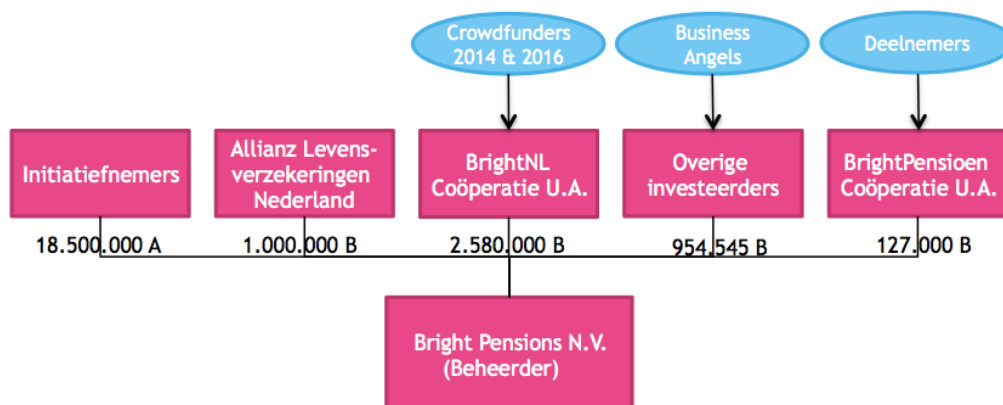 Crowdfunders
2014 & 2016
Business
Angels
Deelnemers
Initiatiefnemers
Allianz Levens-
verzekeringen
Nederland
BrightNL
Coöperatie U.A.
Overige
investeerders
BrightPensioen
Coöperatie U.A.
18.500.000 A
1.000.000 B
2.580.000 B
954.545 B
127.000 B
Bright Pensions N.V.
(Beheerder)